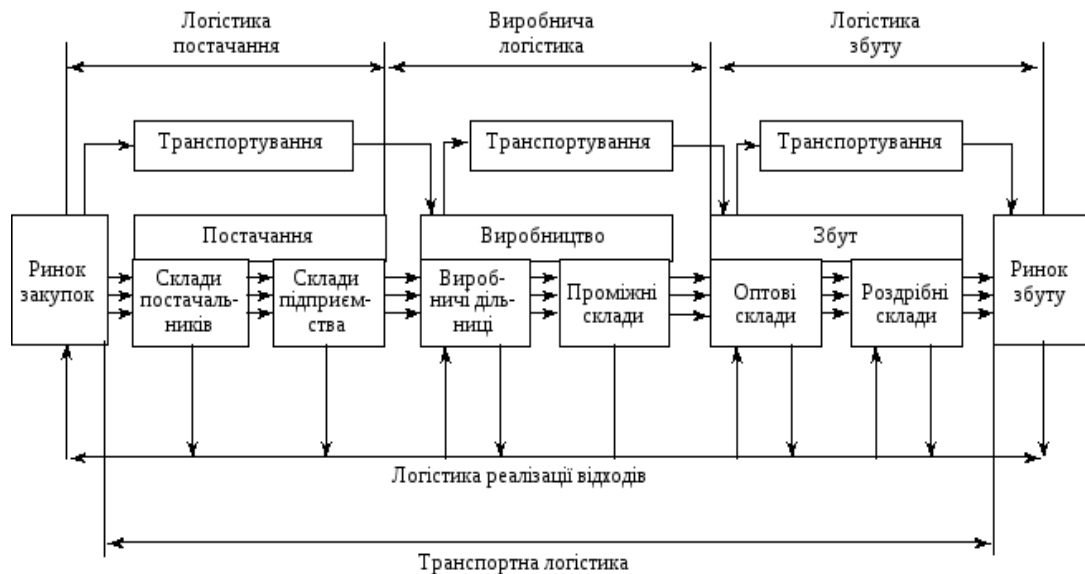 Логістика
постачання
Виробнича
логістика
Логістика
збуту
Транспортування
Транспортування
Транспортування
Ринок
закупок
Постачання
Склади
постачаль-
ників
Склади
підприєм-
ства
Виробництво
Вироб-
ничі діль-
ниці
Проміжні
склади
Збут
Оптові
склади
Роздрібні
склади
Ринок
збуту
Логістика реалізації відходів
Транспортна логістика